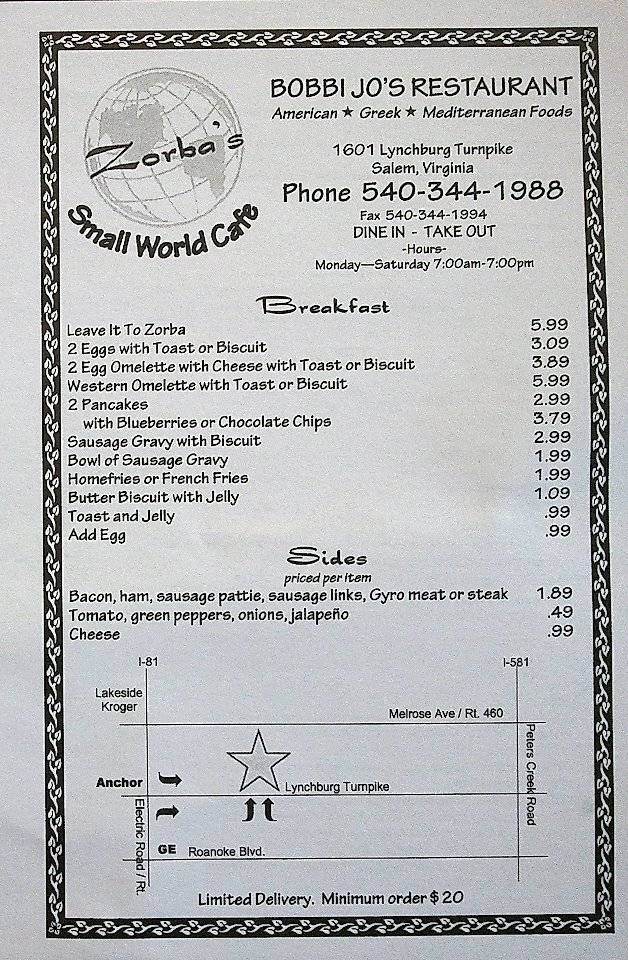 Zorba's
Small World Cafe
BOBBI JO'S RESTAURANT
American ★ Greek ★ Mediterranean Foods
1601 Lynchburg Turnpike
Salem, Virginia
Phone 540-344-1988
Fax 540-344-1994
DINE IN - TAKE OUT
-Hours-
Monday—Saturday 7:00am-7:00pm
Breakfast
Leave It To Zorba 5.99
2 Eggs with Toast or Biscuit 3.09
2 Egg Omelette with Cheese with Toast or Biscuit 3.89
Western Omelette with Toast or Biscuit 5.99
2 Pancakes 2.99
with Blueberries or Chocolate Chips 3.79
Sausage Gravy with Biscuit 2.99
Bowl of Sausage Gravy 1.99
Homefries or French Fries 1.99
Butter Biscuit with Jelly 1.09
Toast and Jelly .99
Add Egg .99
Sides
priced per item
Bacon, ham, sausage pattie, sausage links, Gyro meat or steak 1.89
Tomato, green peppers, onions, jalapeño .49
Cheese .99
I-81
I-581
Lakeside
Kroger
Melrose Ave / Rt. 460
Peters Creek Road
Anchor
Lynchburg Turnpike
Electric Road / Rt.
GE Roanoke Blvd.
Limited Delivery. Minimum order $20